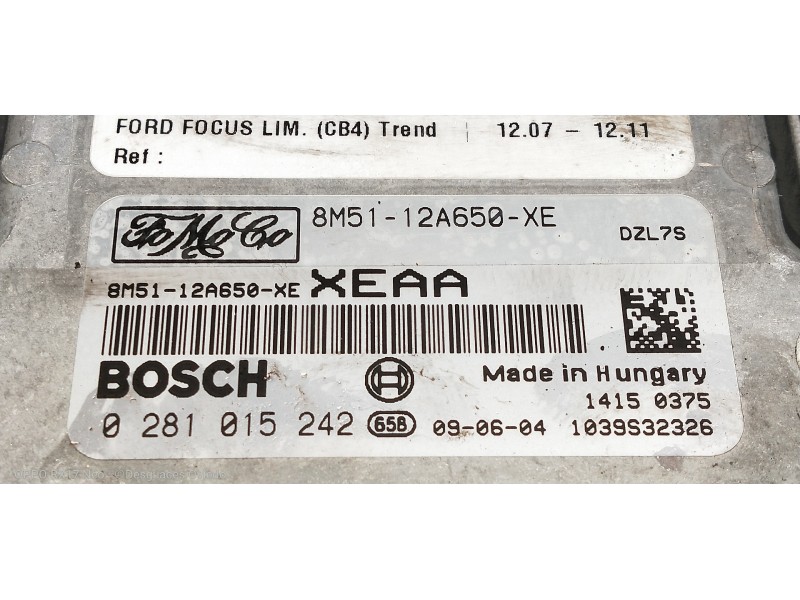 FORD FOCUS LIM. (CB4) Trend | 12.07 – 12.11
Ref :
FoMoCo 8M51-12A650-XE
DZL7S
8M51-12A650-XE XEAA
BOSCH
Made in Hungary
1415 0375
0 281 015 242 65B 09-06-04 1039S32326